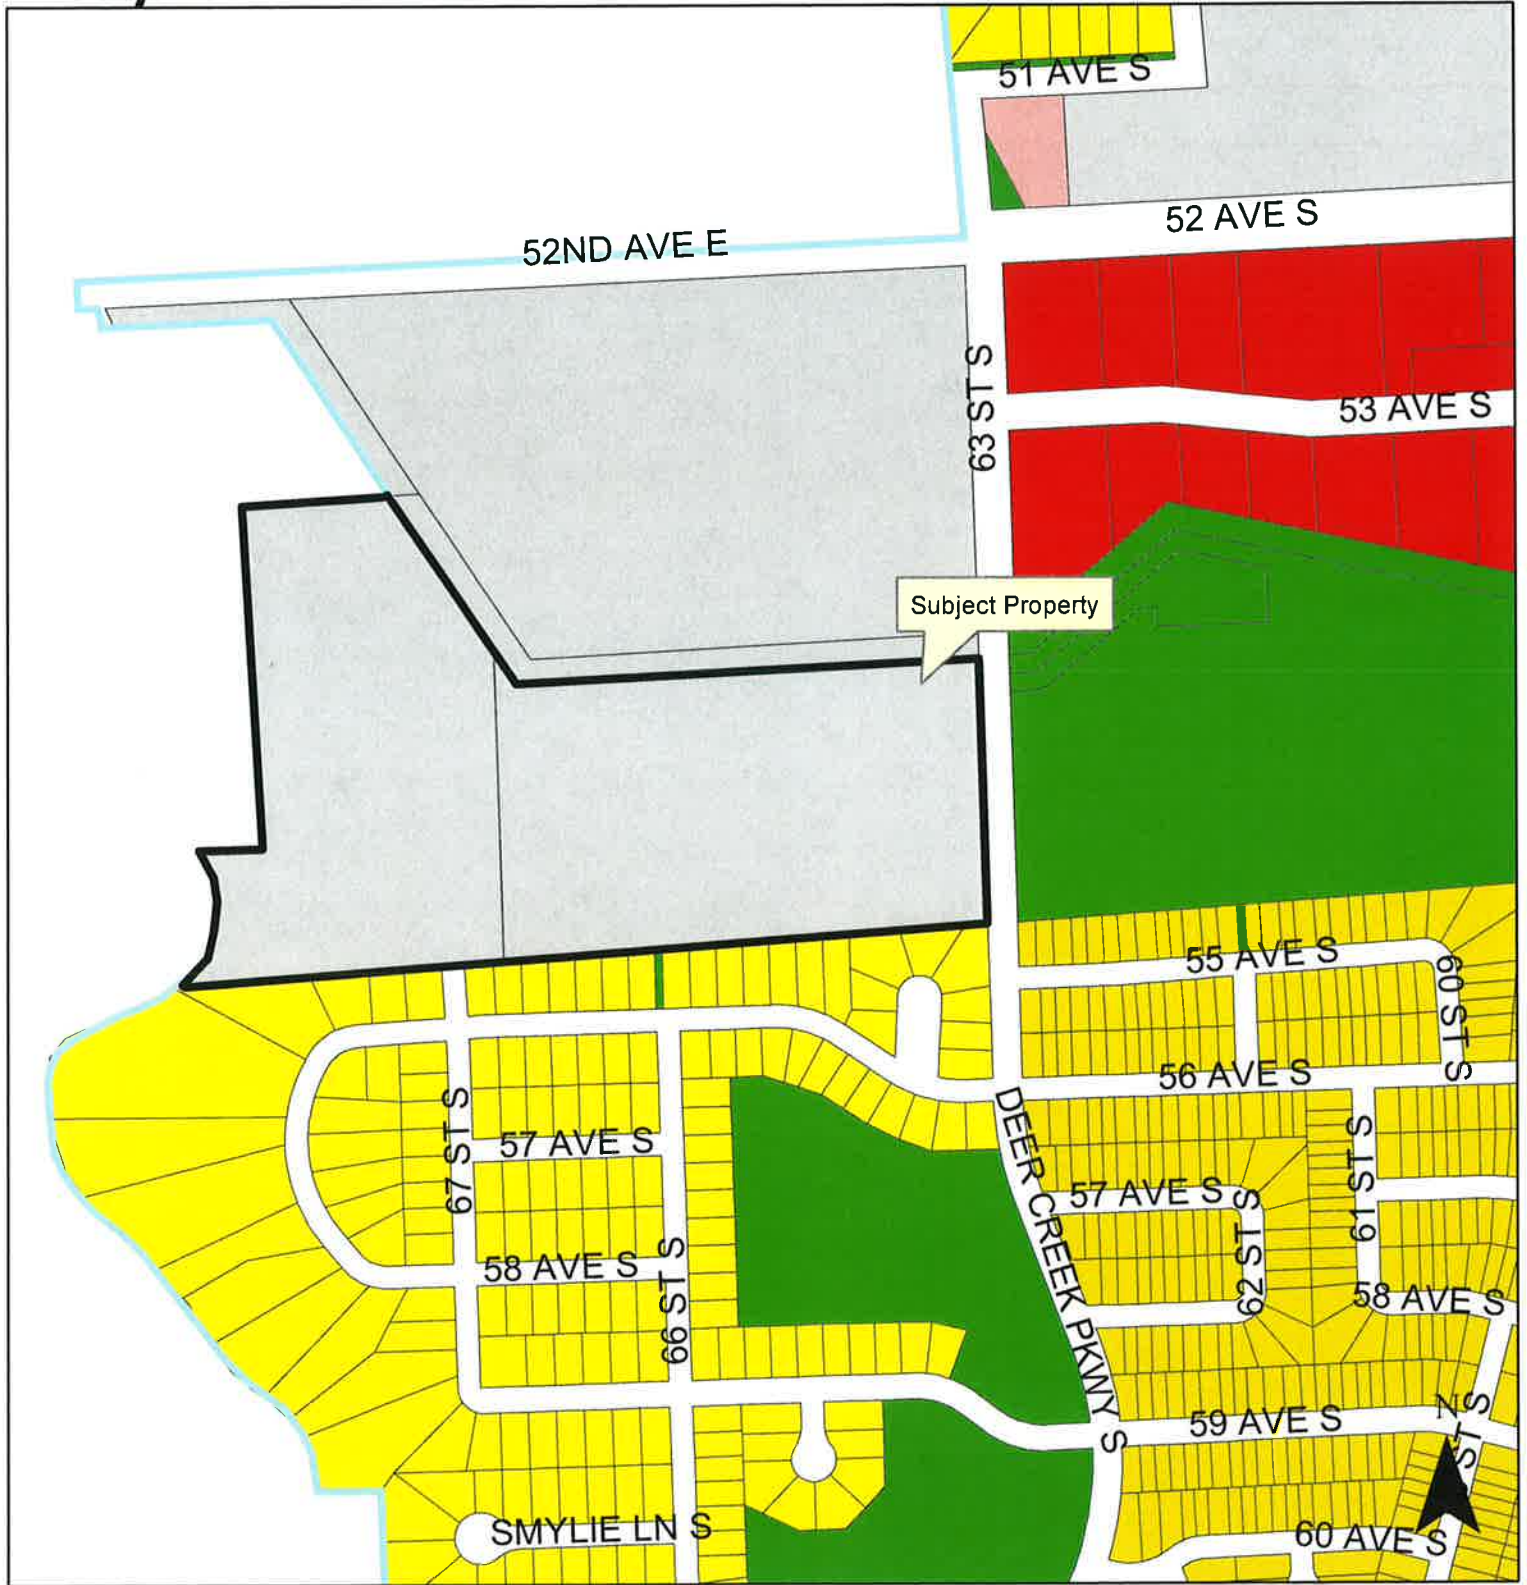 51 AVE S
52 AVE S
52ND AVE E
63 ST S
53 AVE S
Subject Property
55 AVE S
60 ST S
56 AVE S
DEER CREEK PKWY S
67 ST S
57 AVE S
61 ST S
57 AVE S
62 ST S
66 ST S
58 AVE S
58 AVE S
N
ST S
59 AVE S
SMYLIE LN S
60 AVE S